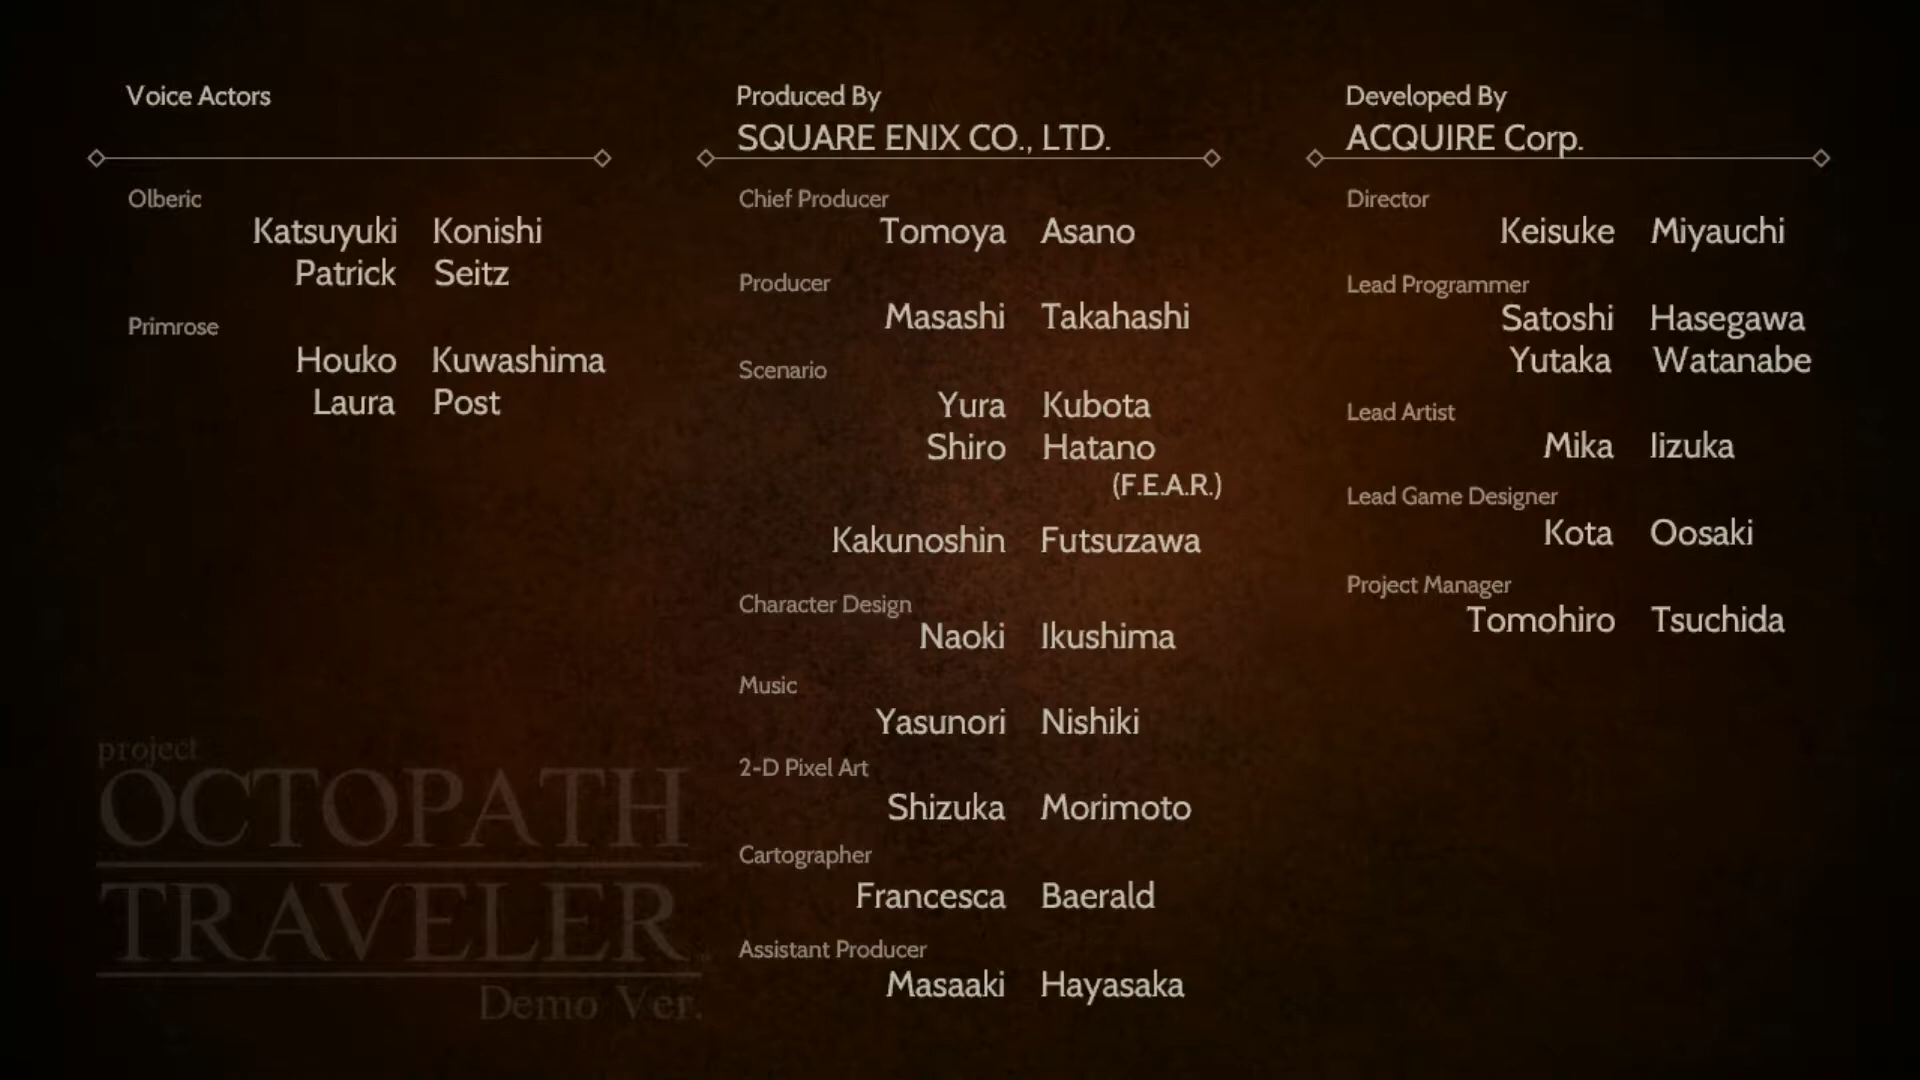 Voice Actors
Olberic
Katsuyuki Konishi
Patrick Seitz
Primrose
Houko Kuwashima
Laura Post
project
OCTOPATH
TRAVELER
Demo Ver.
Produced By
SQUARE ENIX CO., LTD.
Chief Producer
Tomoya Asano
Producer
Masashi Takahashi
Scenario
Yura Kubota
Shiro Hatano
(F.E.A.R.)
Kakunoshin Futsuzawa
Character Design
Naoki Ikushima
Music
Yasunori Nishiki
2-D Pixel Art
Shizuka Morimoto
Cartographer
Francesca Baerald
Assistant Producer
Masaaki Hayasaka
Developed By
ACQUIRE Corp.
Director
Keisuke Miyauchi
Lead Programmer
Satoshi Hasegawa
Yutaka Watanabe
Lead Artist
Mika Iizuka
Lead Game Designer
Kota Oosaki
Project Manager
Tomohiro Tsuchida